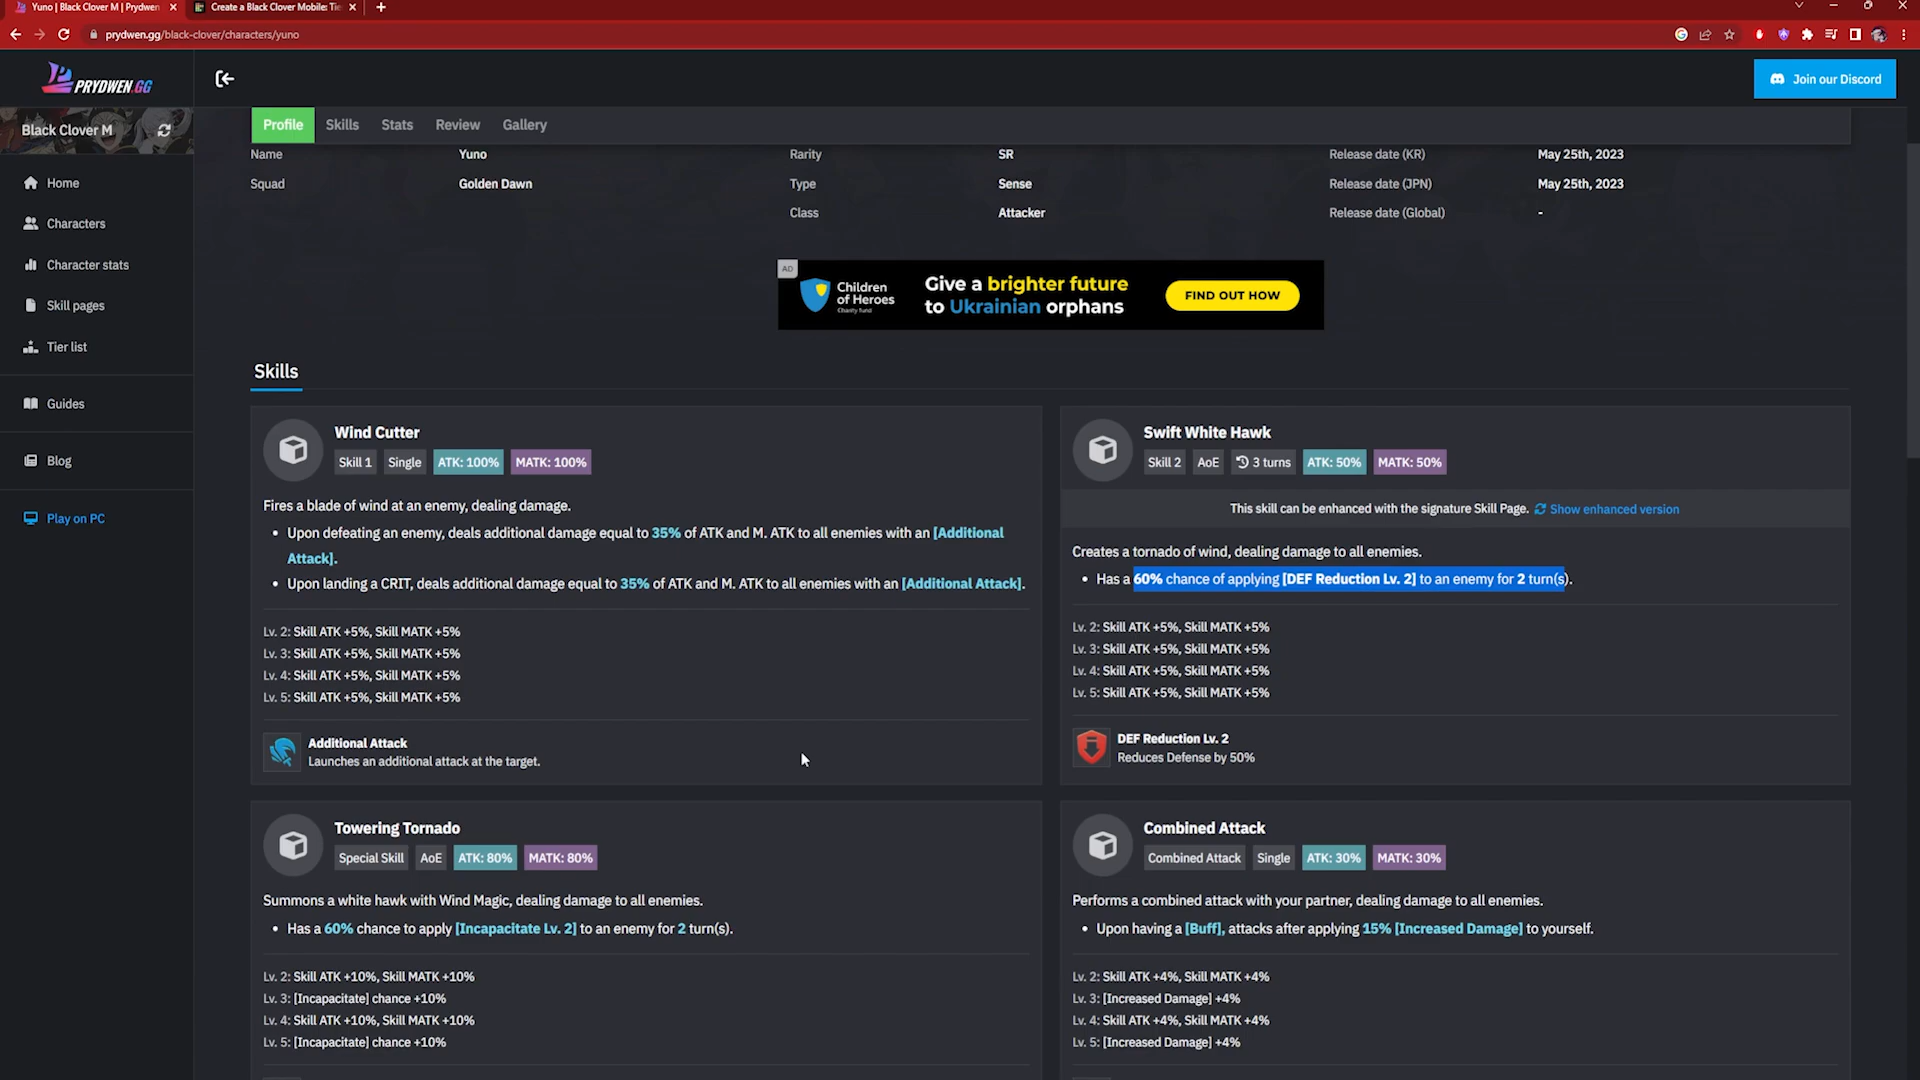 Yuno | Black Clover M | Prydwen
Create a Black Clover Mobile: Tie
prydwen.gg/black-clover/characters/yuno
PRYDWEN.GG
Join our Discord
Black Clover M
Home
Characters
Character stats
Skill pages
Tier list
Guides
Blog
Play on PC
Profile Skills Stats Review Gallery
Name Yuno Rarity SR Release date (KR) May 25th, 2023
Squad Golden Dawn Type Sense Release date (JPN) May 25th, 2023
Class Attacker Release date (Global) -
AD
Children of Heroes
Charity Fund
Give a brighter future
to Ukrainian orphans
FIND OUT HOW
Skills
Wind Cutter
Skill 1 Single ATK: 100% MATK: 100%
Fires a blade of wind at an enemy, dealing damage.
• Upon defeating an enemy, deals additional damage equal to 35% of ATK and M. ATK to all enemies with an [Additional
Attack].
• Upon landing a CRIT, deals additional damage equal to 35% of ATK and M. ATK to all enemies with an [Additional Attack].
Lv. 2: Skill ATK +5%, Skill MATK +5%
Lv. 3: Skill ATK +5%, Skill MATK +5%
Lv. 4: Skill ATK +5%, Skill MATK +5%
Lv. 5: Skill ATK +5%, Skill MATK +5%
Additional Attack
Launches an additional attack at the target.
Swift White Hawk
Skill 2 AoE 3 turns ATK: 50% MATK: 50%
This skill can be enhanced with the signature Skill Page. Show enhanced version
Creates a tornado of wind, dealing damage to all enemies.
• Has a 60% chance of applying [DEF Reduction Lv. 2] to an enemy for 2 turn(s).
Lv. 2: Skill ATK +5%, Skill MATK +5%
Lv. 3: Skill ATK +5%, Skill MATK +5%
Lv. 4: Skill ATK +5%, Skill MATK +5%
Lv. 5: Skill ATK +5%, Skill MATK +5%
DEF Reduction Lv. 2
Reduces Defense by 50%
Towering Tornado
Special Skill AoE ATK: 80% MATK: 80%
Summons a white hawk with Wind Magic, dealing damage to all enemies.
• Has a 60% chance to apply [Incapacitate Lv. 2] to an enemy for 2 turn(s).
Lv. 2: Skill ATK +10%, Skill MATK +10%
Lv. 3: [Incapacitate] chance +10%
Lv. 4: Skill ATK +10%, Skill MATK +10%
Lv. 5: [Incapacitate] chance +10%
Combined Attack
Combined Attack Single ATK: 30% MATK: 30%
Performs a combined attack with your partner, dealing damage to all enemies.
• Upon having a [Buff], attacks after applying 15% [Increased Damage] to yourself.
Lv. 2: Skill ATK +4%, Skill MATK +4%
Lv. 3: [Increased Damage] +4%
Lv. 4: Skill ATK +4%, Skill MATK +4%
Lv. 5: [Increased Damage] +4%